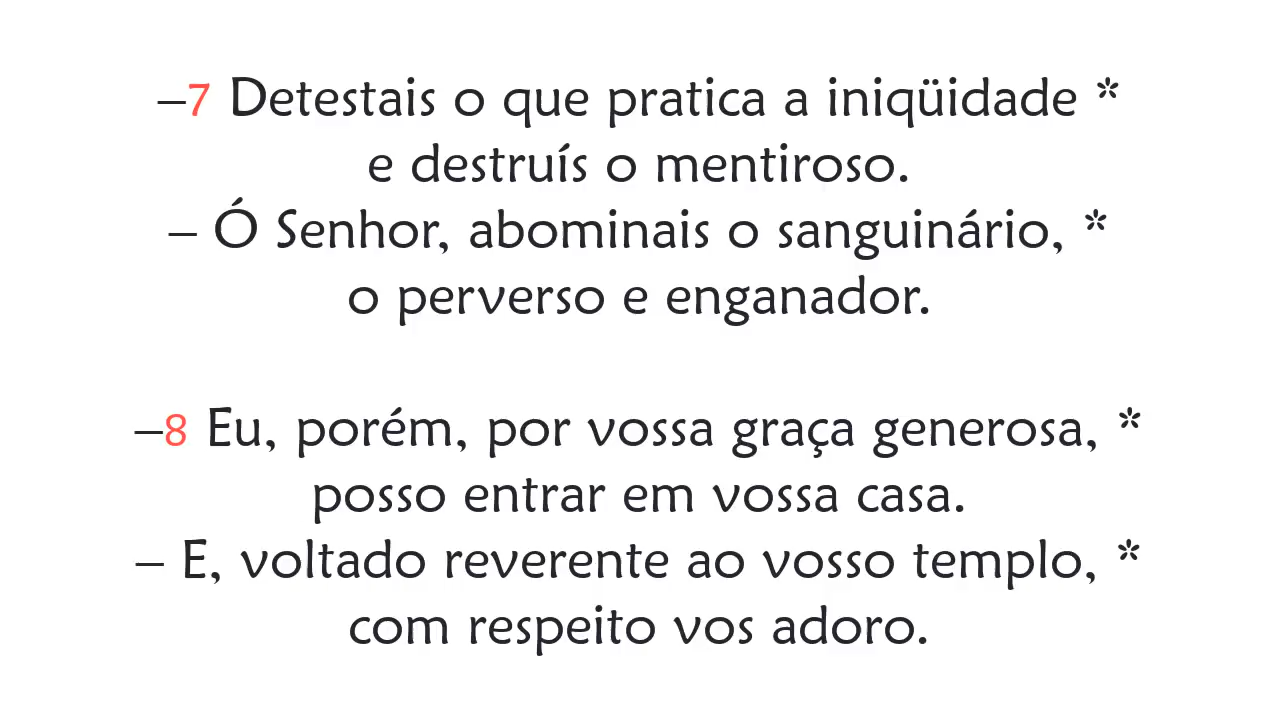 –7 Detestais o que pratica a iniqüidade *
e destruís o mentiroso.
– Ó Senhor, abominais o sanguinário, *
o perverso e enganador.
–8 Eu, porém, por vossa graça generosa, *
posso entrar em vossa casa.
– E, voltado reverente ao vosso templo, *
com respeito vos adoro.